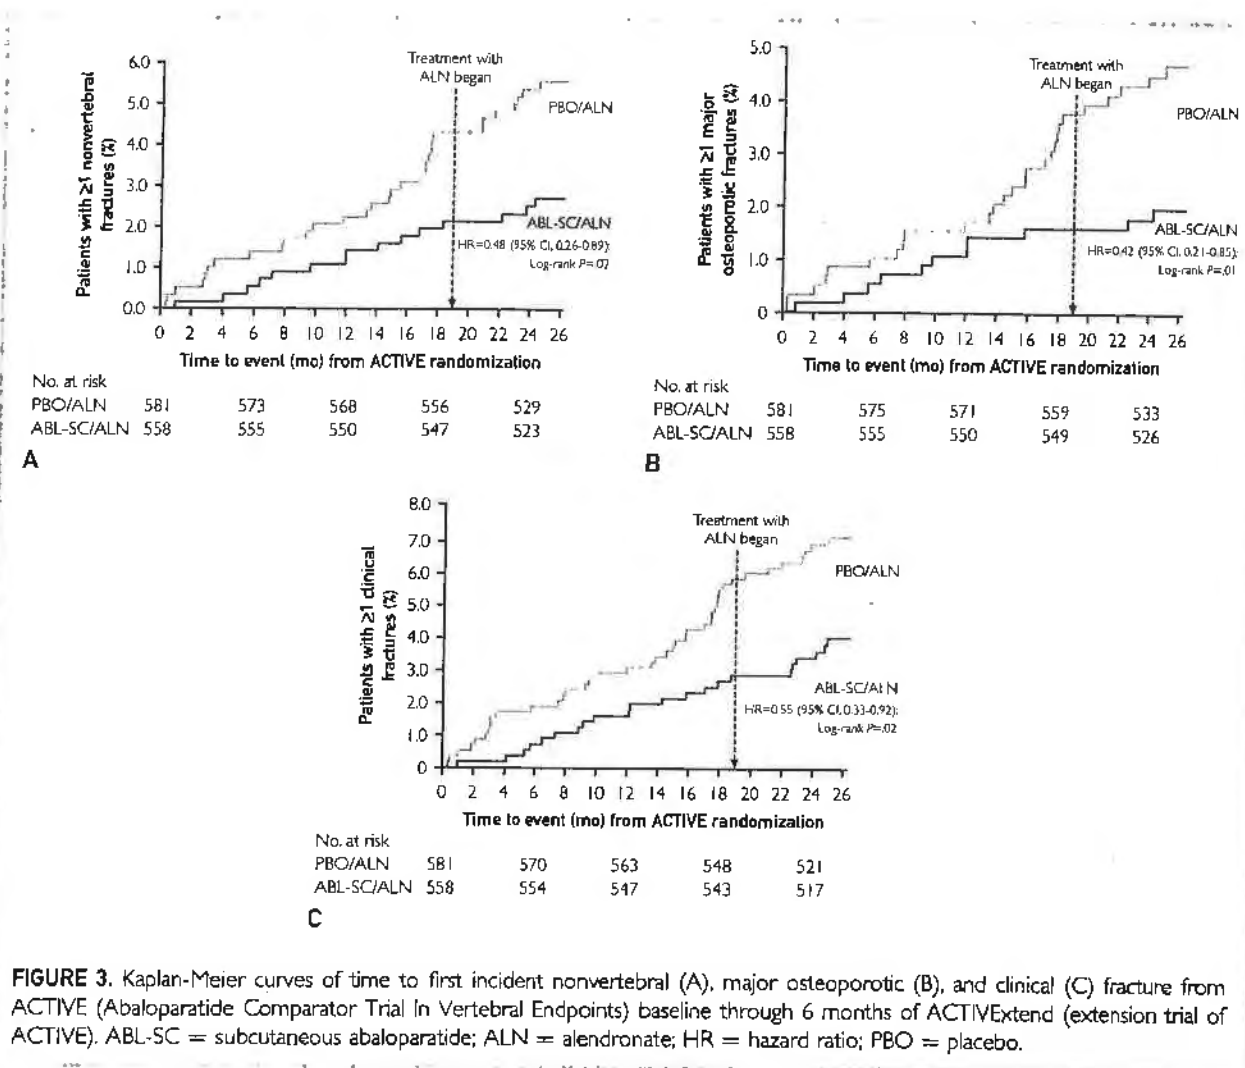 Patients with ≥1 nonvertebral
fractures (%)
6.0
5.0
4.0
3.0
2.0
1.0
0.0
Treatment with
ALN began
PBO/ALN
ABL-SC/ALN
HR=0.48 (95% CI, 0.26-0.89);
Log-rank P=.02
0 2 4 6 8 10 12 14 16 18 20 22 24 26
Time to event (mo) from ACTIVE randomization
No. at risk
PBO/ALN 581 573 568 556 529
ABL-SC/ALN 558 555 550 547 523
A
Patients with ≥1 major
osteoporotic fractures (%)
5.0
4.0
3.0
2.0
1.0
0
Treatment with
ALN began
PBO/ALN
ABL-SC/ALN
HR=0.42 (95% CI, 0.21-0.85);
Log-rank P=.01
0 2 4 6 8 10 12 14 16 18 20 22 24 26
Time to event (mo) from ACTIVE randomization
No. at risk
PBO/ALN 581 575 571 559 533
ABL-SC/ALN 558 555 550 549 526
B
Patients with ≥1 clinical
fractures (%)
8.0
7.0
6.0
5.0
4.0
3.0
2.0
1.0
0
Treatment with
ALN began
PBO/ALN
ABL-SC/ALN
HR=0.55 (95% CI, 0.33-0.92);
Log-rank P=.02
0 2 4 6 8 10 12 14 16 18 20 22 24 26
Time to event (mo) from ACTIVE randomization
No. at risk
PBO/ALN 581 570 563 548 521
ABL-SC/ALN 558 554 547 543 517
C
FIGURE 3. Kaplan-Meier curves of time to first incident nonvertebral (A), major osteoporotic (B), and clinical (C) fracture from
ACTIVE (Abaloparatide Comparator Trial In Vertebral Endpoints) baseline through 6 months of ACTIVExtend (extension trial of
ACTIVE). ABL-SC = subcutaneous abaloparatide; ALN = alendronate; HR = hazard ratio; PBO = placebo.